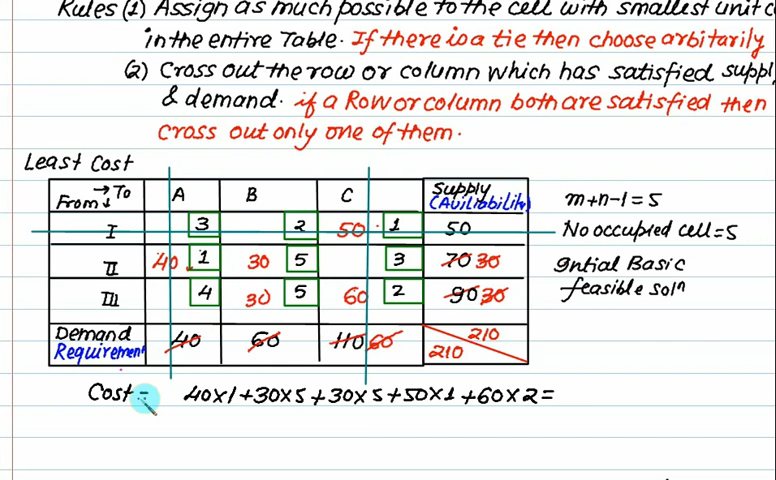 Rules (1) Assign as much possible to the cell with smallest unit c
in the entire Table. If there is a tie then choose arbitarily
(2) Cross out the row or column which has satisfied suppl
& demand. if a Row or column both are satisfied then
cross out only one of them.
Least Cost
From ↓ → To A B C Supply (Availability)
I 3 2 50 1 50
II 40 1 30 5 3 70 30
III 4 30 5 60 2 90 30
Demand Requirement 40 60 110 60 210 210
m+n-1=5
No occupied cell=5
Intial Basic
feasible solⁿ
Cost = 40×1+30×5+30×5+50×1+60×2=